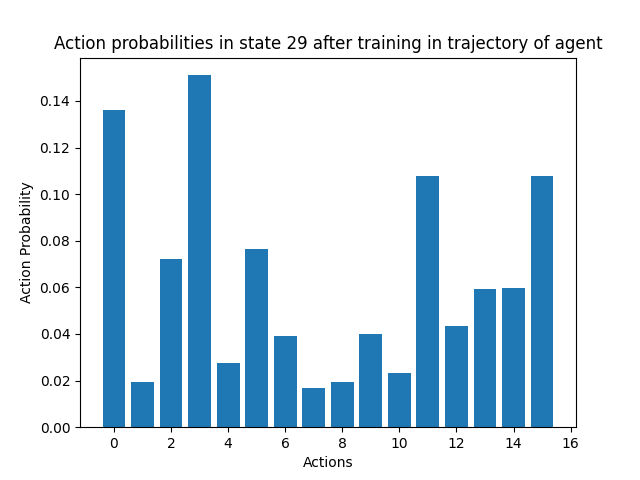 Action probabilities in state 29 after training in trajectory of agent
0.14
0.12
0.10
0.08
0.06
0.04
0.02
0.00
Action Probability
0 2 4 6 8 10 12 14 16
Actions